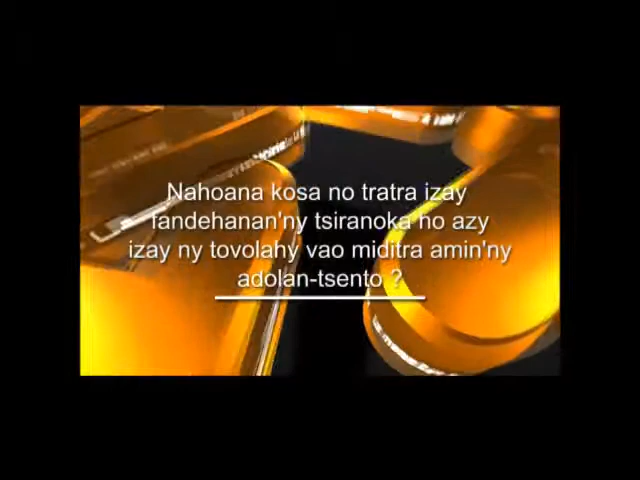 Nahoana kosa no tratra izay
fandehanan'ny tsiranoka ho azy
izay ny tovolahy vao miditra amin'ny
adolan-tsento ?